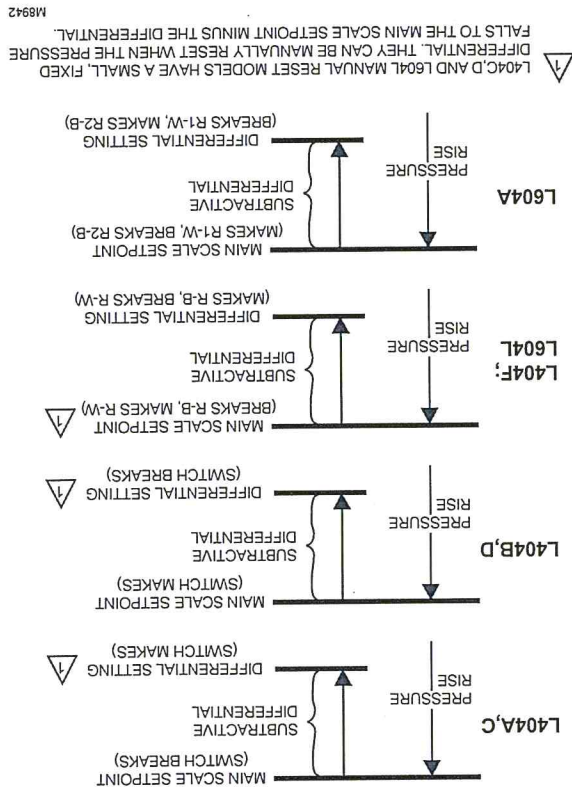 L404A,C
PRESSURE
RISE
MAIN SCALE SETPOINT
(SWITCH BREAKS)
SUBTRACTIVE
DIFFERENTIAL
DIFFERENTIAL SETTING
(SWITCH MAKES)
1
L404B,D
PRESSURE
RISE
MAIN SCALE SETPOINT
(SWITCH MAKES)
SUBTRACTIVE
DIFFERENTIAL
DIFFERENTIAL SETTING
(SWITCH BREAKS)
1
L404F;
L604L
PRESSURE
RISE
MAIN SCALE SETPOINT
(BREAKS R-B, MAKES R-W)
1
SUBTRACTIVE
DIFFERENTIAL
DIFFERENTIAL SETTING
(MAKES R-B, BREAKS R-W)
L604A
PRESSURE
RISE
MAIN SCALE SETPOINT
(MAKES R1-W, BREAKS R2-B)
SUBTRACTIVE
DIFFERENTIAL
DIFFERENTIAL SETTING
(BREAKS R1-W, MAKES R2-B)
1
L404C,D AND L604L MANUAL RESET MODELS HAVE A SMALL, FIXED
DIFFERENTIAL. THEY CAN BE MANUALLY RESET WHEN THE PRESSURE
FALLS TO THE MAIN SCALE SETPOINT MINUS THE DIFFERENTIAL.
M8942